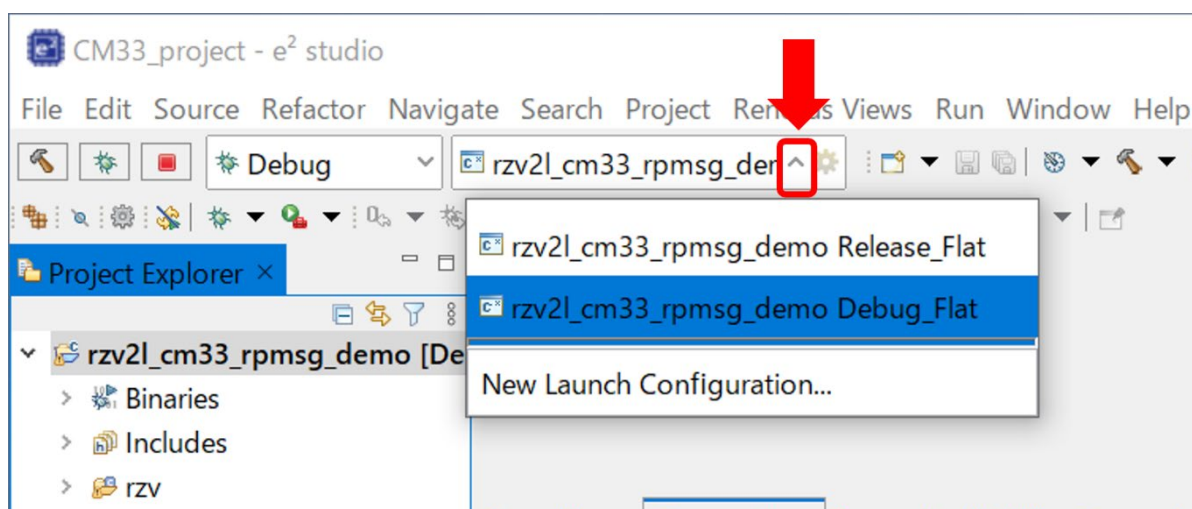 CM33_project - e² studio
File Edit Source Refactor Navigate Search Project Views Run Window Help
Debug
rzv2l_cm33_rpmsg_der
rzv2l_cm33_rpmsg_demo Release_Flat
Project Explorer
rzv2l_cm33_rpmsg_demo Debug_Flat
rzv2l_cm33_rpmsg_demo [De
New Launch Configuration...
Binaries
Includes
rzv